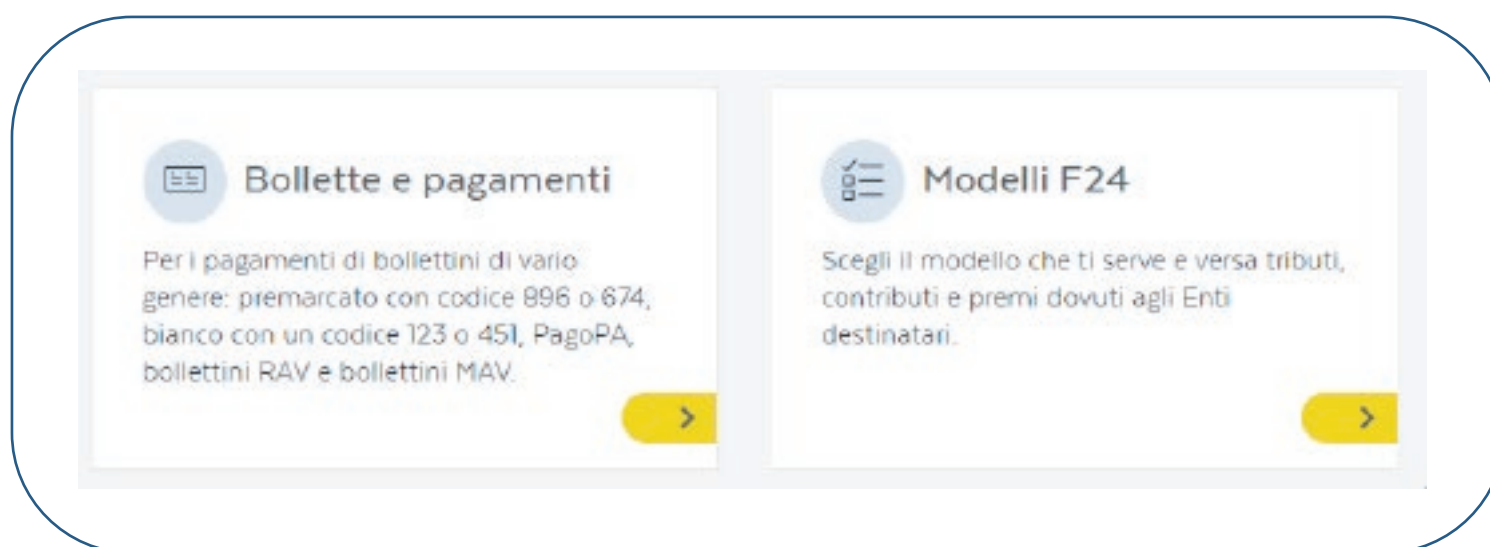 Bollette e pagamenti
Per i pagamenti di bollettini di vario
genere: premarcato con codice 896 o 674,
bianco con un codice 123 o 451, PagoPA,
bollettini RAV e bollettini MAV.
Modelli F24
Scegli il modello che ti serve e versa tributi,
contributi e premi dovuti agli Enti
destinatari.